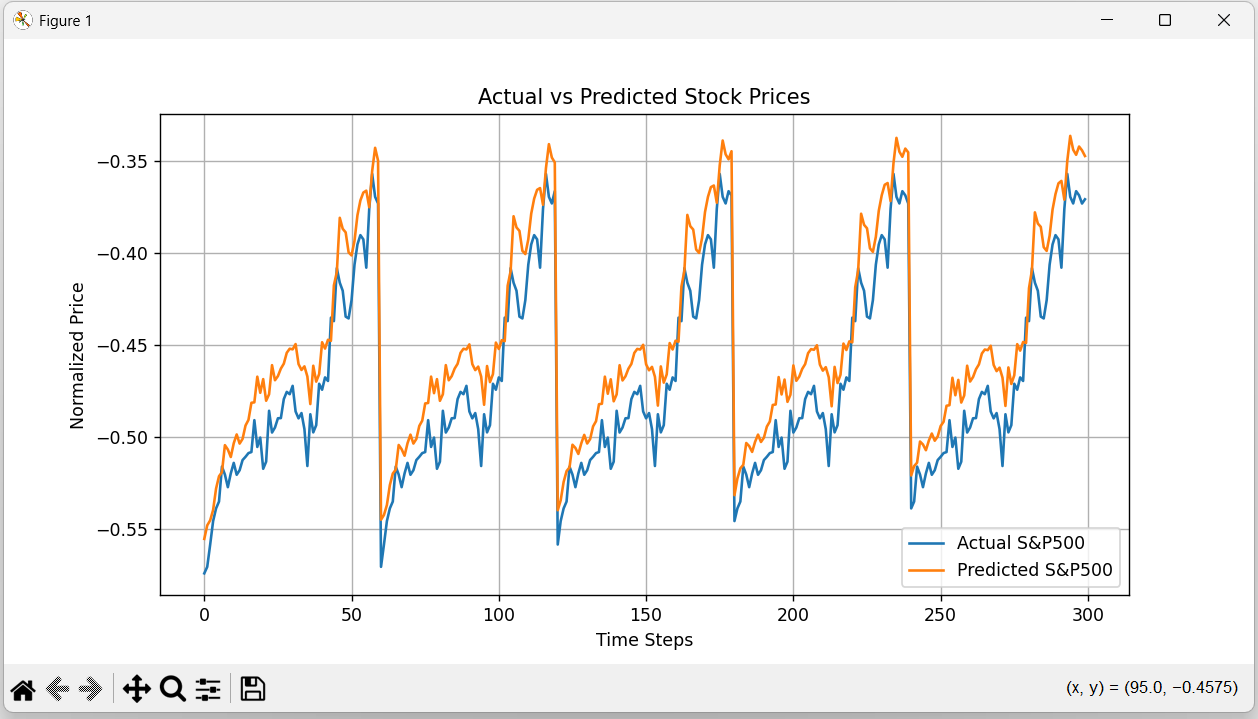 Figure 1
Actual vs Predicted Stock Prices
Normalized Price
−0.35
−0.40
−0.45
−0.50
−0.55
0 50 100 150 200 250 300
Time Steps
Actual S&P500
Predicted S&P500
(x, y) = (95.0, −0.4575)